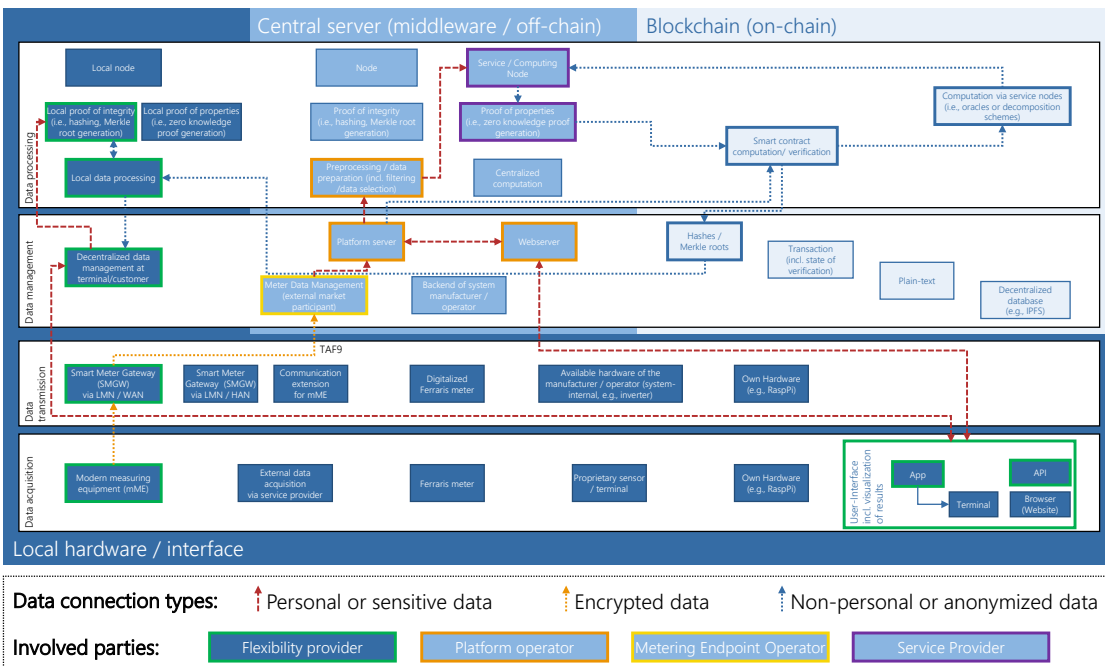 Central server (middleware / off-chain)
Blockchain (on-chain)
Data processing
Local node
Node
Service / Computing
Node
Local proof of integrity
(i.e., hashing, Merkle
root generation)
Local proof of properties
(i.e., zero knowledge
proof generation)
Proof of integrity
(i.e., hashing, Merkle
root generation)
Proof of properties
(i.e., zero knowledge proof
generation)
Computation via service nodes
(i.e., oracles or decomposition
schemes)
Smart contract
computation/ verification
Local data processing
Preprocessing / data
preparation (incl. filtering
/data selection)
Centralized
computation
Data management
Platform server
Webserver
Hashes /
Merkle roots
Transaction
(incl. state of
verification)
Decentralized data
management at
terminal/customer
Meter Data Management
(external market
participant)
Backend of system
manufacturer /
operator
Plain-text
Decentralized
database
(e.g., IPFS)
TAF9
Data
transmission
Smart Meter Gateway
(SMGW)
via LMN / WAN
Smart Meter
Gateway (SMGW)
via LMN / HAN
Communication
extension
for mME
Digitalized
Ferraris meter
Available hardware of the
manufacturer / operator (system-
internal, e.g., inverter)
Own Hardware
(e.g., RaspPi)
Data acquisition
Modern measuring
equipment (mME)
External data
acquisition
via service provider
Ferraris meter
Proprietary sensor
/ terminal
Own Hardware
(e.g., RaspPi)
User-Interface
incl. visualization
of results
App
API
Terminal
Browser
(Website)
Local hardware / interface
Data connection types:
Personal or sensitive data
Encrypted data
Non-personal or anonymized data
Involved parties:
Flexibility provider
Platform operator
Metering Endpoint Operator
Service Provider